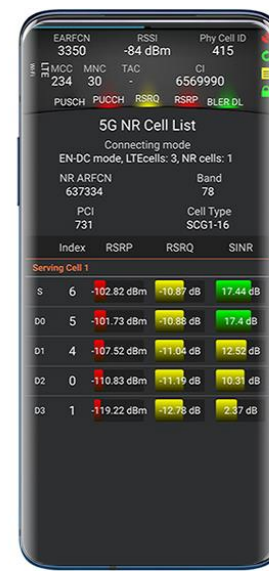 EARFCN RSSI Phy Cell ID
3350 -84 dBm 415
Wi-Fi LTE MCC MNC TAC CI
234 30 - 6569990
PUSCH PUCCH RSRQ RSRP BLER DL
5G NR Cell List
Connecting mode
EN-DC mode, LTEcells: 3, NR cells: 1
NR ARFCN Band
637334 78
PCI Cell Type
731 SCG1-16
Index RSRP RSRQ SINR
Serving Cell 1
S 6 -102.82 dBm -10.87 dB 17.44 dB
D0 5 -101.73 dBm -10.88 dB 17.4 dB
D1 4 -107.52 dBm -11.04 dB 12.52 dB
D2 0 -110.83 dBm -11.19 dB 10.31 dB
D3 1 -119.22 dBm -12.78 dB 2.37 dB